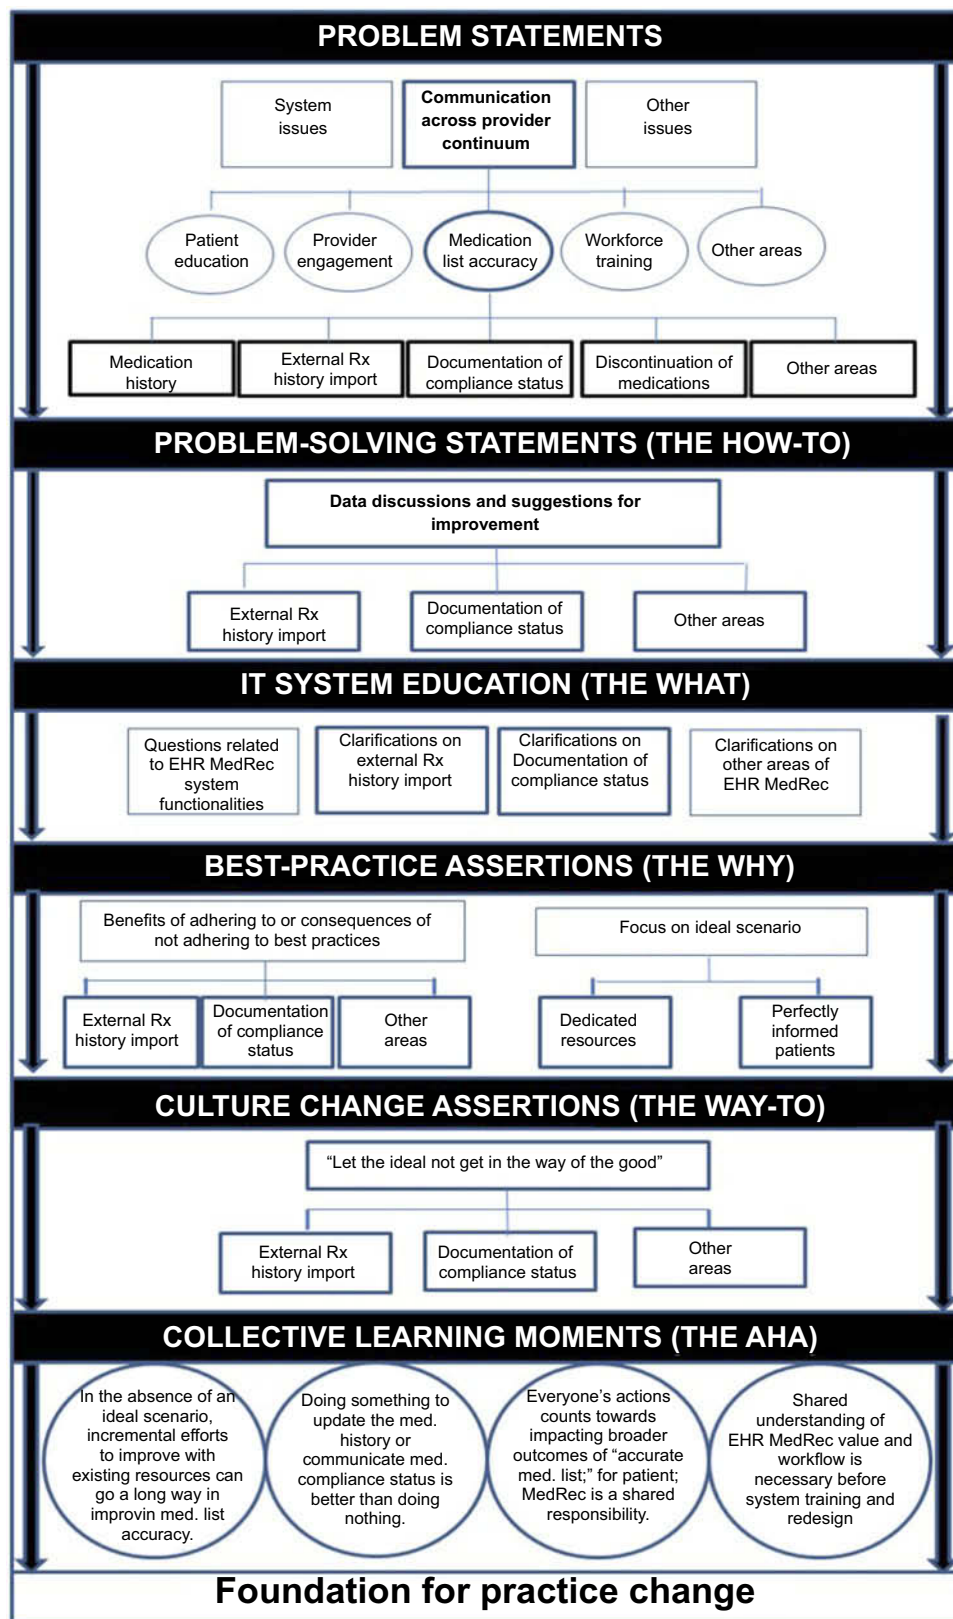 PROBLEM STATEMENTS
System
issues
Communication
across provider
continuum
Other
issues
Patient
education
Provider
engagement
Medication
list accuracy
Workforce
training
Other areas
Medication
history
External Rx
history import
Documentation of
compliance status
Discontinuation of
medications
Other areas
PROBLEM-SOLVING STATEMENTS (THE HOW-TO)
Data discussions and suggestions for
improvement
External Rx
history import
Documentation of
compliance status
Other areas
IT SYSTEM EDUCATION (THE WHAT)
Questions related
to EHR MedRec
system
functionalities
Clarifications on
external Rx
history import
Clarifications on
Documentation of
compliance status
Clarifications on
other areas of
EHR MedRec
BEST-PRACTICE ASSERTIONS (THE WHY)
Benefits of adhering to or consequences of
not adhering to best practices
Focus on ideal scenario
External Rx
history import
Documentation
of compliance
status
Other
areas
Dedicated
resources
Perfectly
informed
patients
CULTURE CHANGE ASSERTIONS (THE WAY-TO)
“Let the ideal not get in the way of the good”
External Rx
history import
Documentation of
compliance status
Other
areas
COLLECTIVE LEARNING MOMENTS (THE AHA)
In the absence of an
ideal scenario,
incremental efforts
to improve with
existing resources can
go a long way in
improvin med. list
accuracy.
Doing something to
update the med.
history or
communicate med.
compliance status is
better than doing
nothing.
Everyone’s actions
counts towards
impacting broader
outcomes of “accurate
med. list;” for patient;
MedRec is a shared
responsibility.
Shared
understanding of
EHR MedRec value and
workflow is
necessary before
system training and
redesign
Foundation for practice change